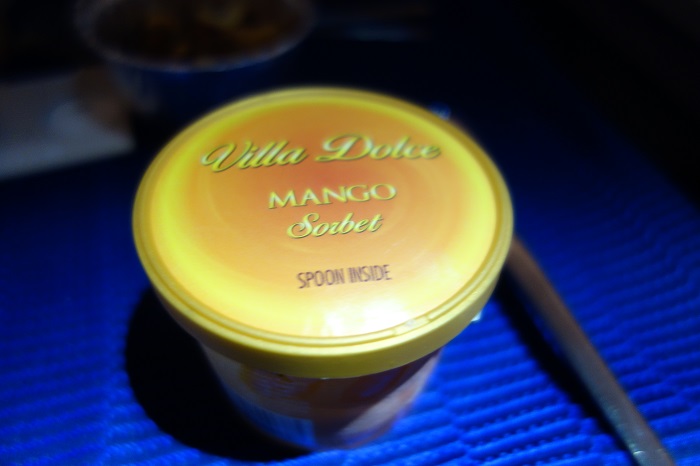 Villa Dolce
MANGO
Sorbet
SPOON INSIDE